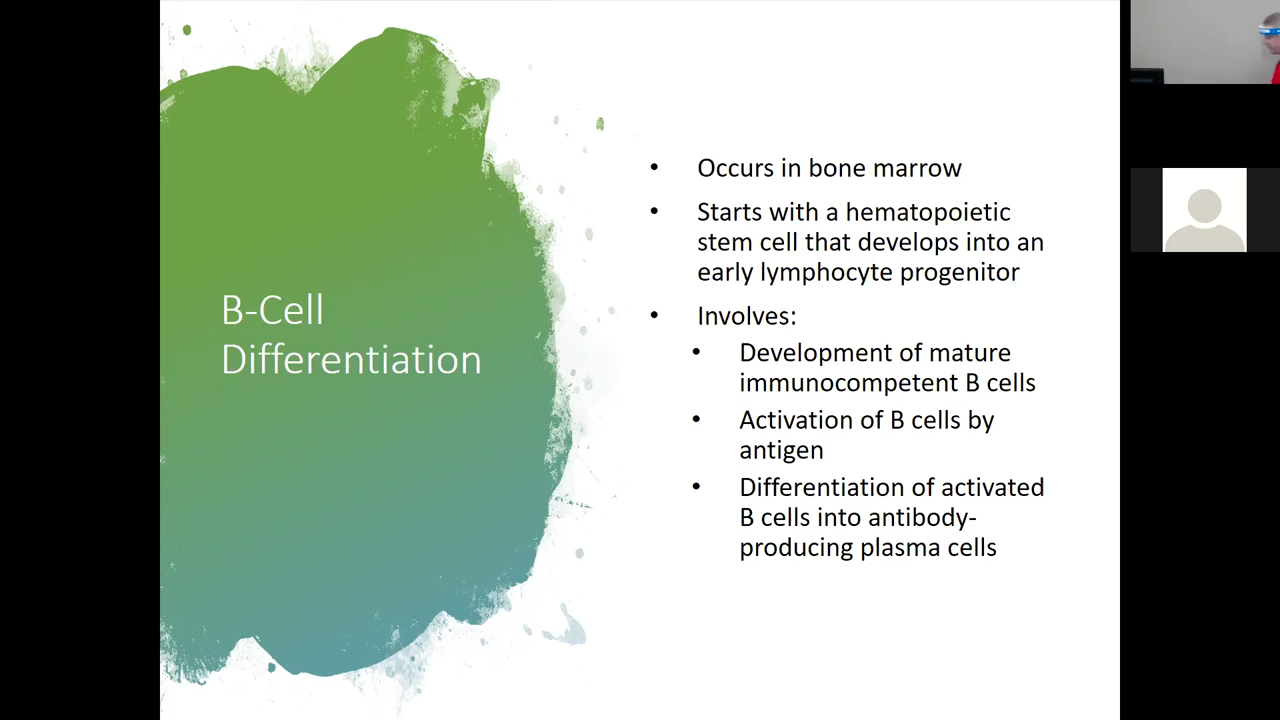 B-Cell
Differentiation
• Occurs in bone marrow
• Starts with a hematopoietic
stem cell that develops into an
early lymphocyte progenitor
• Involves:
• Development of mature
immunocompetent B cells
• Activation of B cells by
antigen
• Differentiation of activated
B cells into antibody-
producing plasma cells